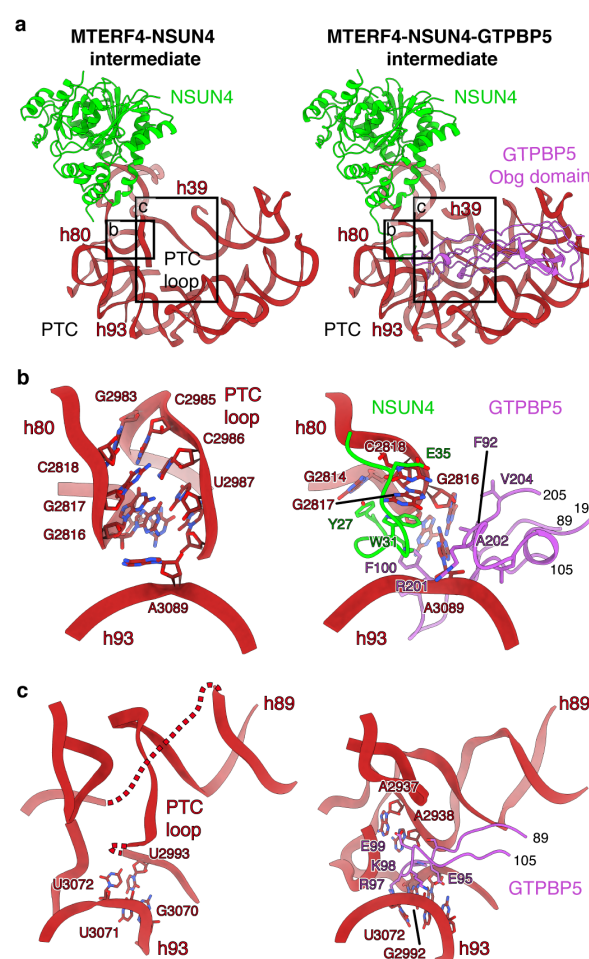 a
MTERF4-NSUN4
intermediate
MTERF4-NSUN4-GTPBP5
intermediate
NSUN4
h39
c
b
h80
PTC
loop
PTC
h93
NSUN4
GTPBP5
Obg domain
c
h39
b
h80
PTC
h93
b
G2983
C2985
PTC
loop
h80
C2986
C2818
U2987
G2817
G2816
A3089
h93
NSUN4
GTPBP5
h80
C2818
E35
F92
G2814
G2816
V204
G2817
205
19
Y27
89
W31
A202
F100
105
R201
A3089
h93
c
h89
PTC
loop
U2993
U3072
G3070
U3071
h93
h89
A2937
A2938
E99
89
K98
105
R97
E95
GTPBP5
U3072
G2992
h93